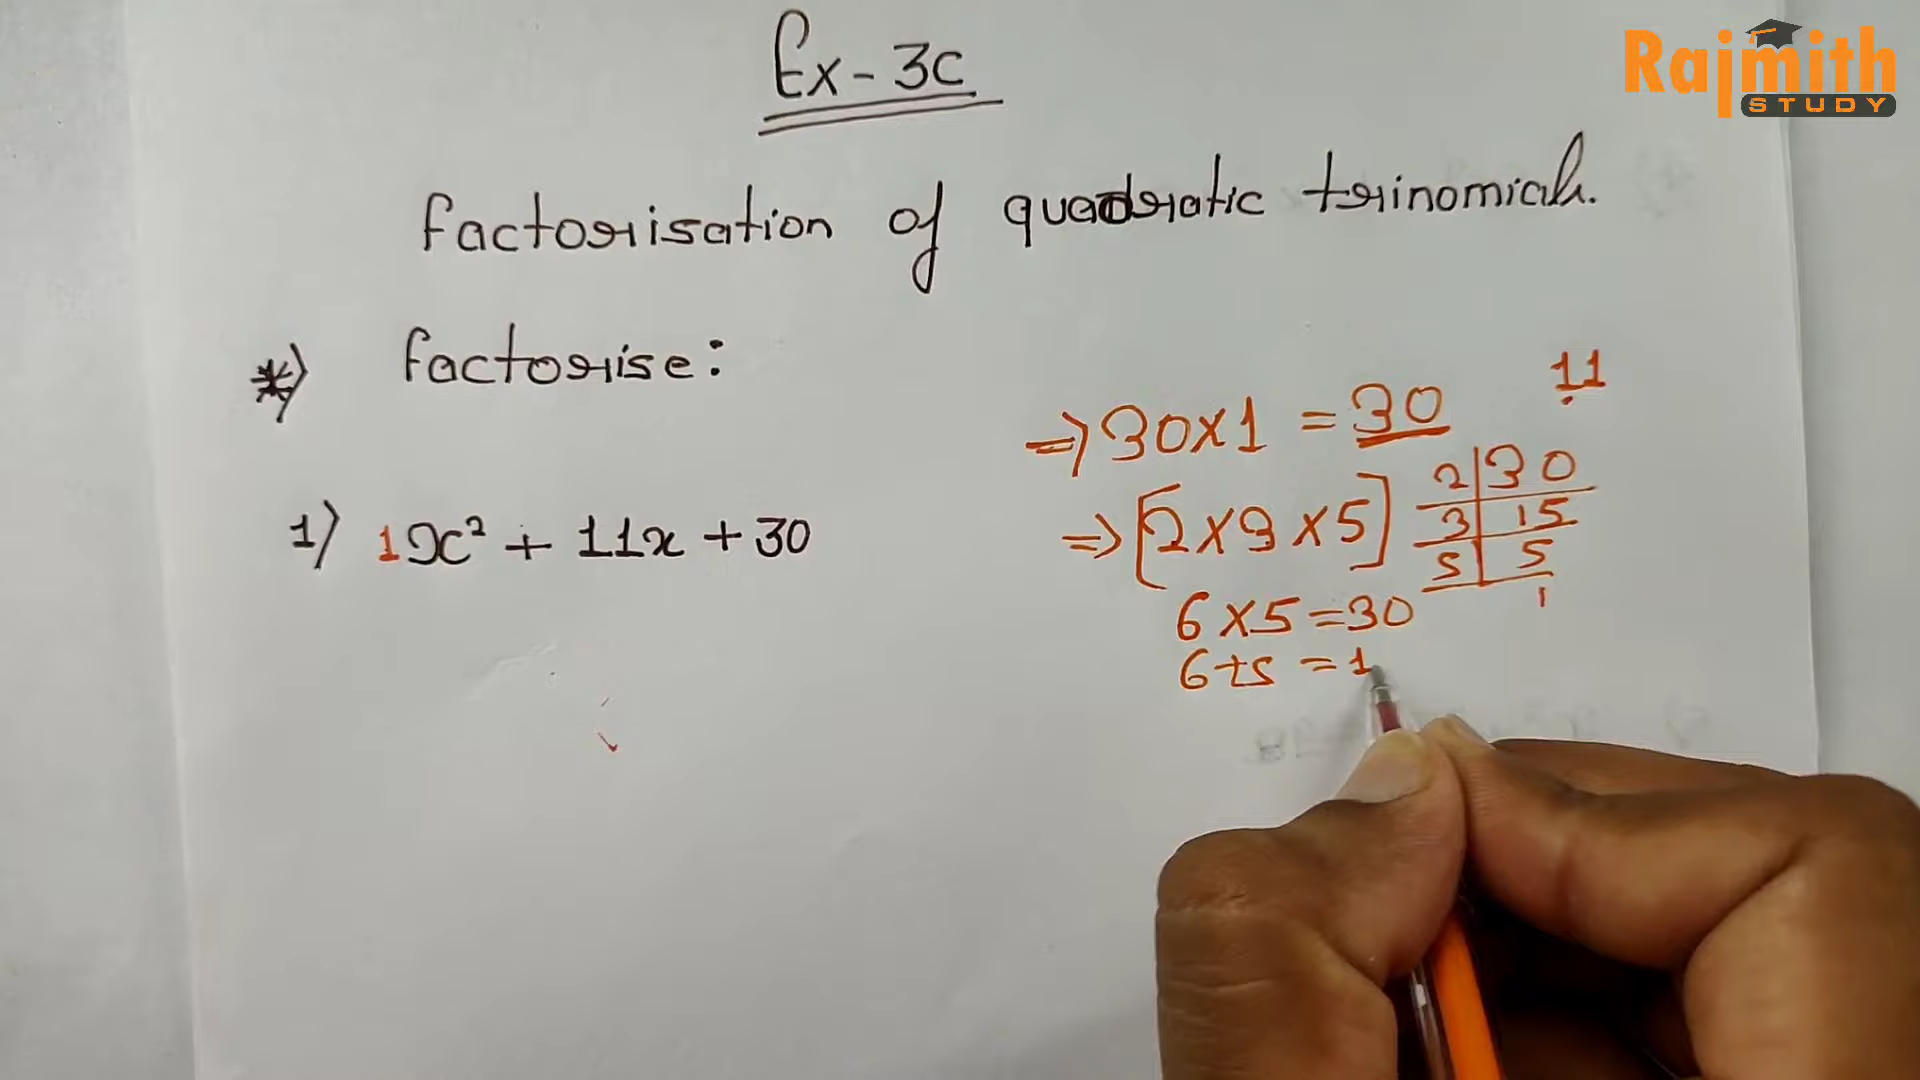 Ex - 3C
Rajmith
STUDY
factorisation of quadratic trinomials.
*) factorise:
11
⇒ 30 × 1 = 30
⇒ [2 × 3 × 5]
2 | 30
3 | 15
5 | 5
1
1) 1x² + 11x + 30
6 × 5 = 30
6 + 5 = 1